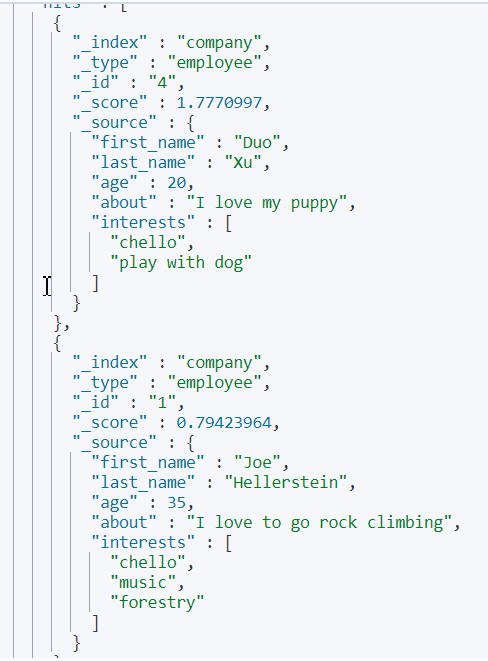 hits" : [
{
"_index" : "company",
"_type" : "employee",
"_id" : "4",
"_score" : 1.7770997,
"_source" : {
"first_name" : "Duo",
"last_name" : "Xu",
"age" : 20,
"about" : "I love my puppy",
"interests" : [
"chello",
"play with dog"
]
}
},
{
"_index" : "company",
"_type" : "employee",
"_id" : "1",
"_score" : 0.79423964,
"_source" : {
"first_name" : "Joe",
"last_name" : "Hellerstein",
"age" : 35,
"about" : "I love to go rock climbing",
"interests" : [
"chello",
"music",
"forestry"
]
}